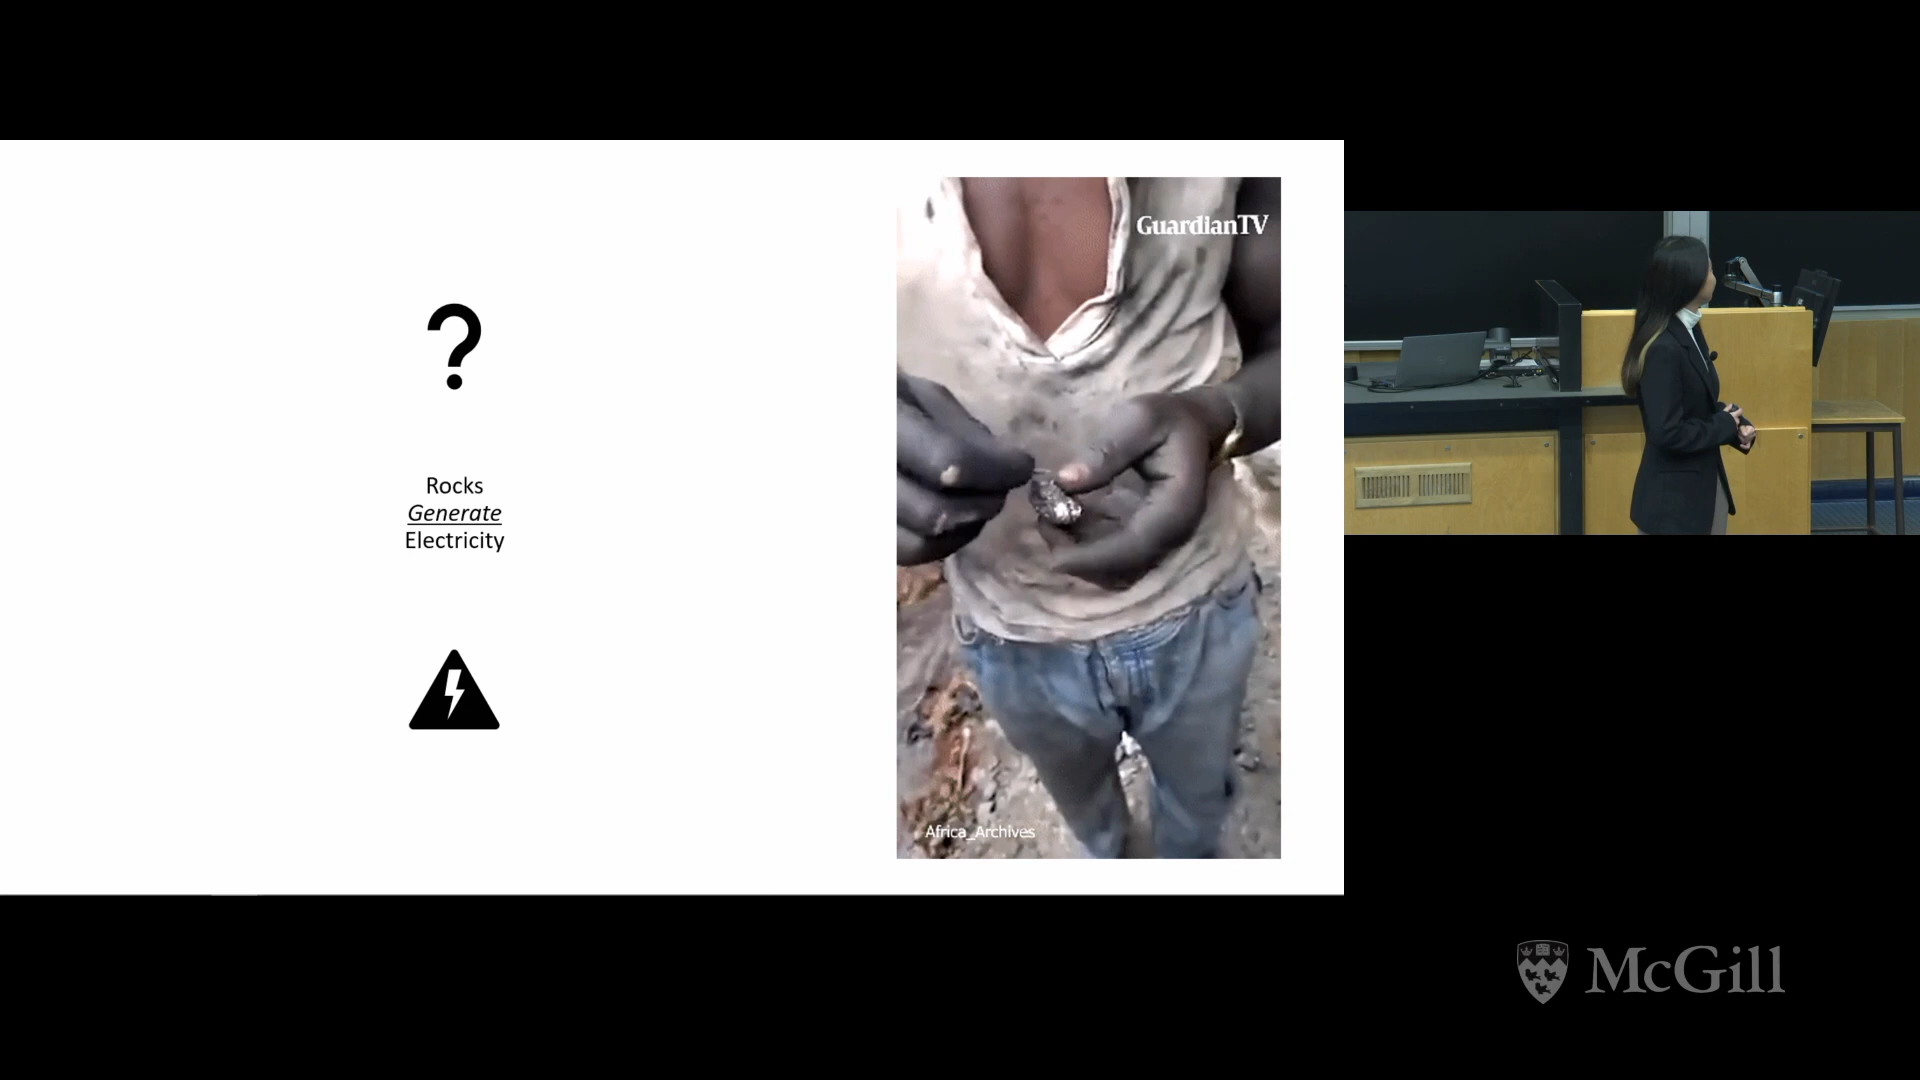 ?
Rocks
Generate
Electricity
GuardianTV
Africa_Archives
McGill